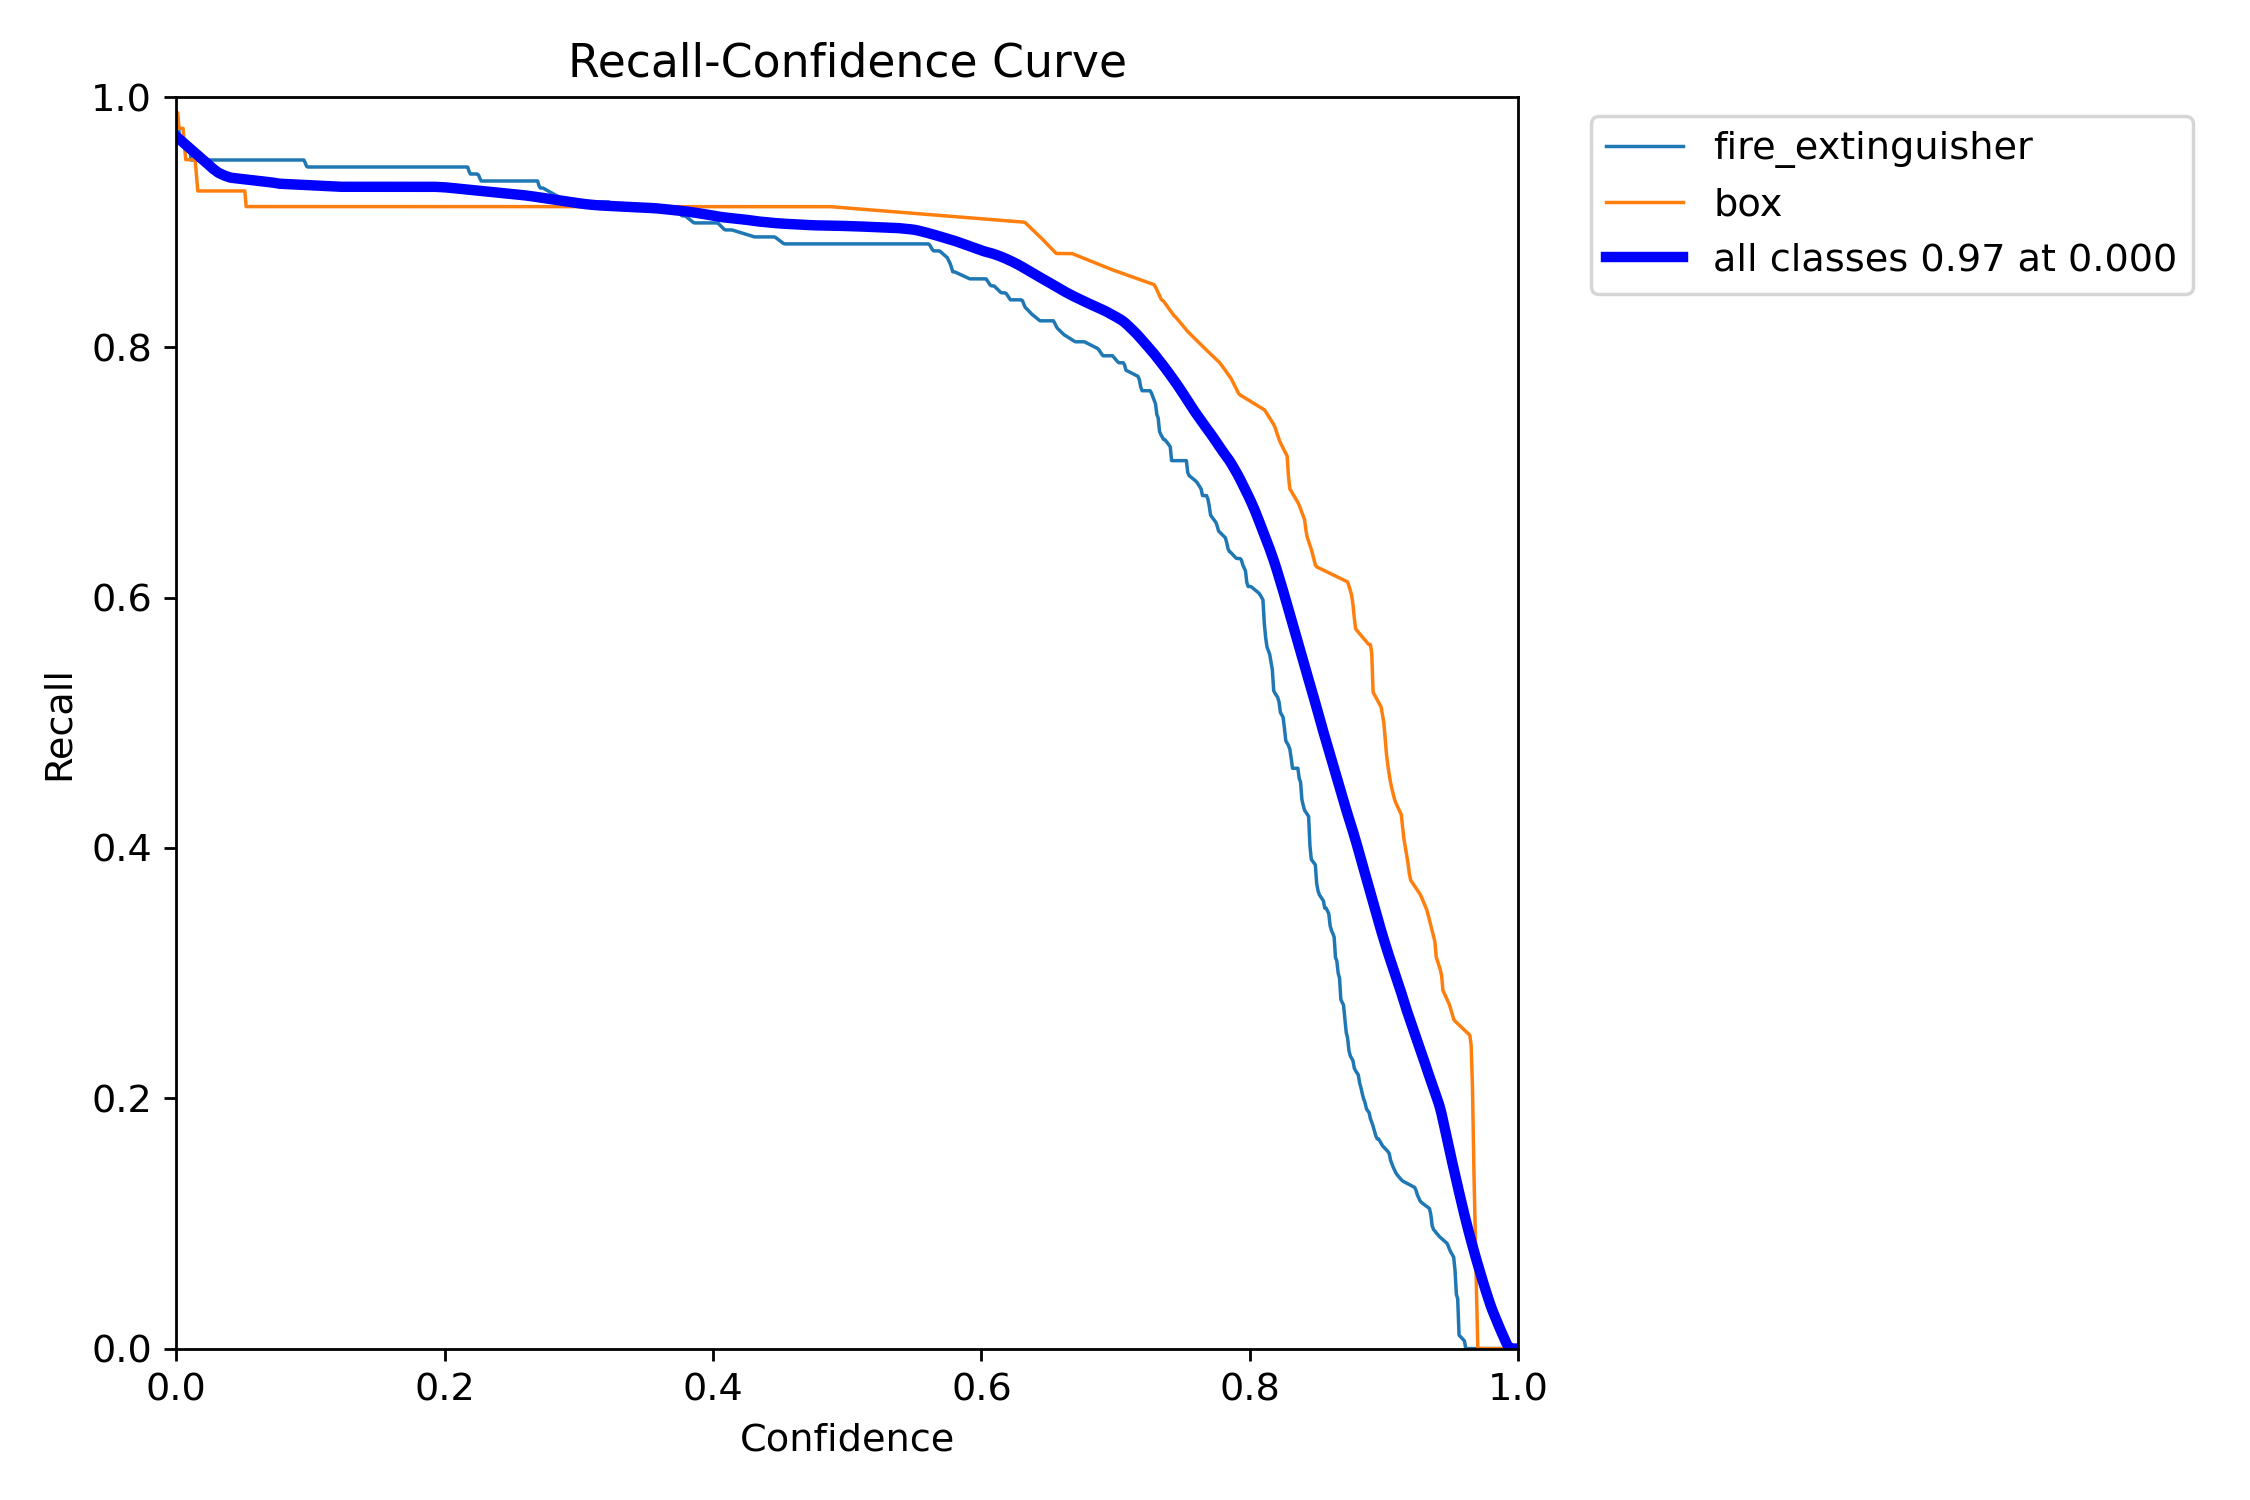 Recall-Confidence Curve
1.0
0.8
0.6
0.4
0.2
0.0
Recall
0.0 0.2 0.4 0.6 0.8 1.0
Confidence
fire_extinguisher
box
all classes 0.97 at 0.000